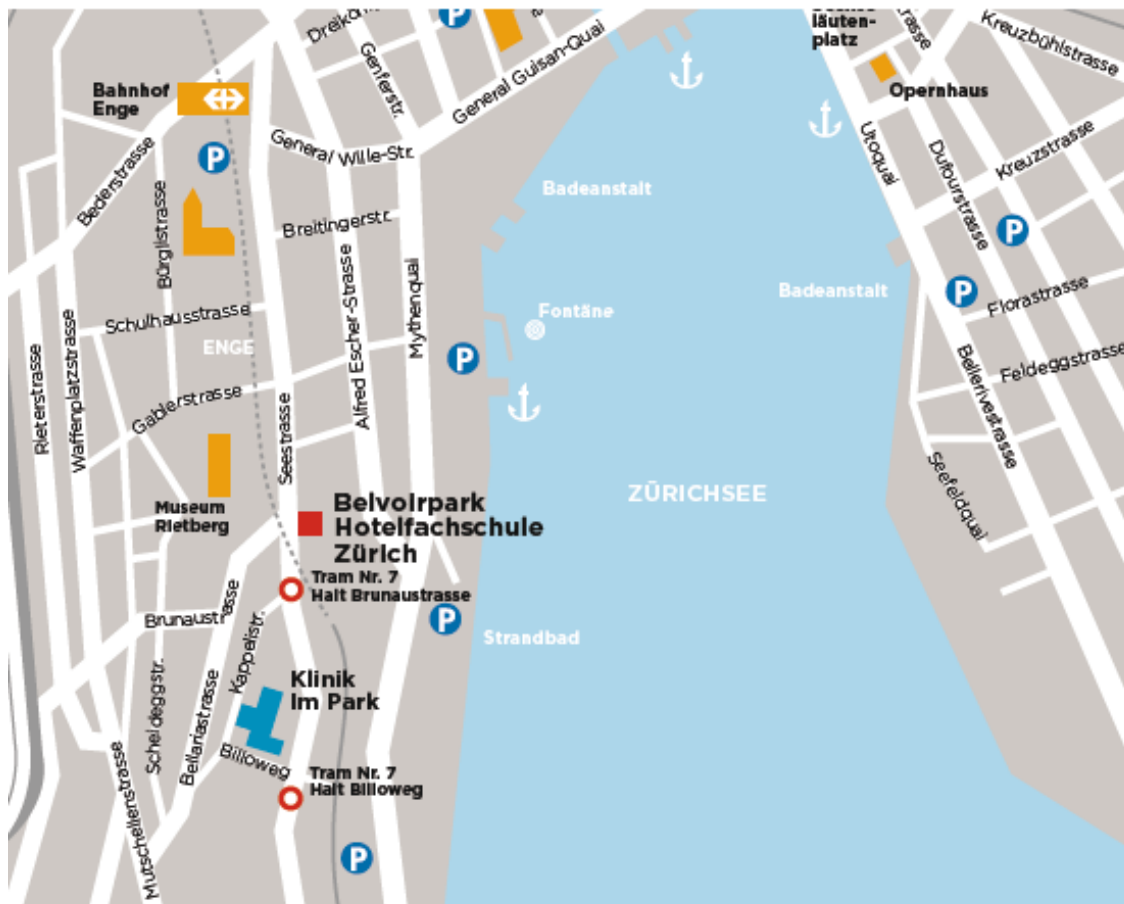 läuten-
platz
Kreuzbühlstrasse
Genferstr.
General Guisan-Quai
Opernhaus
Bahnhof
Enge
P
P
General Wille-Str.
Utoquai
Dufourstrasse
Kreuzstrasse
Bederstrasse
Bürglistrasse
Breitingerstr.
Badeanstalt
P
Badeanstalt
P
Florastrasse
Fontäne
Schulhausstrasse
ENGE
Alfred Escher-Strasse
Mythenquai
P
Feldeggstrasse
Rieterstrasse
Waffenplatzstrasse
Gablerstrasse
Seestrasse
Bellerivestrasse
Seefeldquai
ZÜRICHSEE
Museum
Rietberg
Belvoirpark
Hotelfachschule
Zürich
Tram Nr. 7
Halt Brunaustrasse
Brunaustrasse
P
Strandbad
Kappelistr.
Klinik
Im Park
Scheideggstr.
Bellariastrasse
Billoweg
Tram Nr. 7
Halt Billoweg
Mutschellenstrasse
P